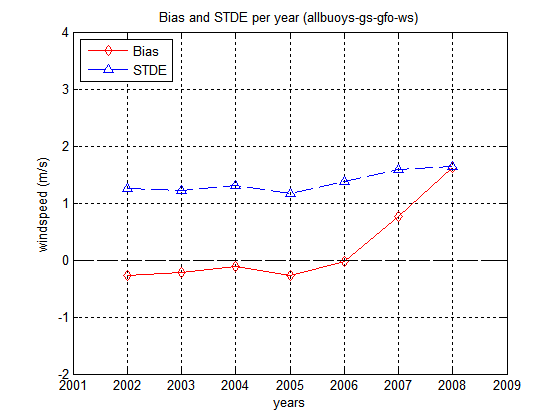 Bias and STDE per year (allbuoys-gs-gfo-ws)
Bias
STDE
windspeed (m/s)
4
3
2
1
0
-1
-2
2001 2002 2003 2004 2005 2006 2007 2008 2009
years